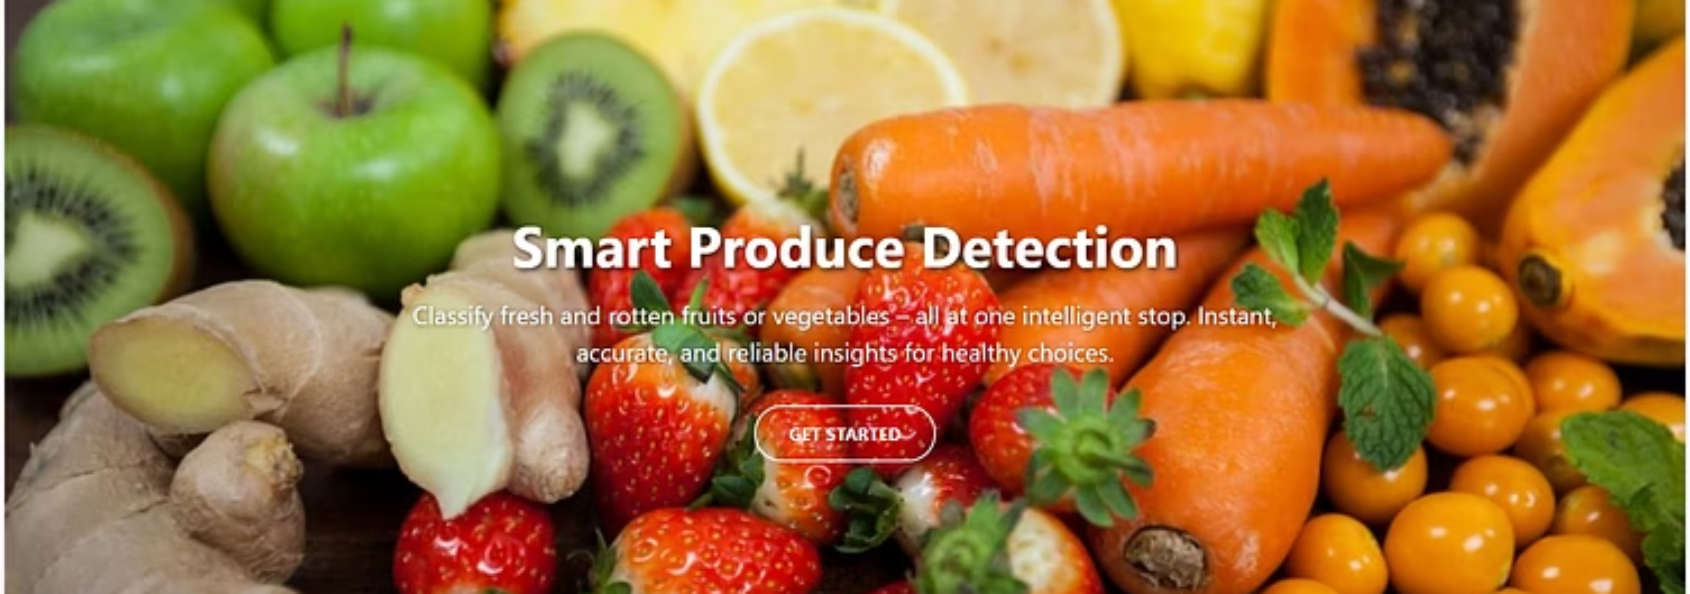 Smart Produce Detection
Classify fresh and rotten fruits or vegetables – all at one intelligent stop. Instant,
accurate, and reliable insights for healthy choices.
GET STARTED